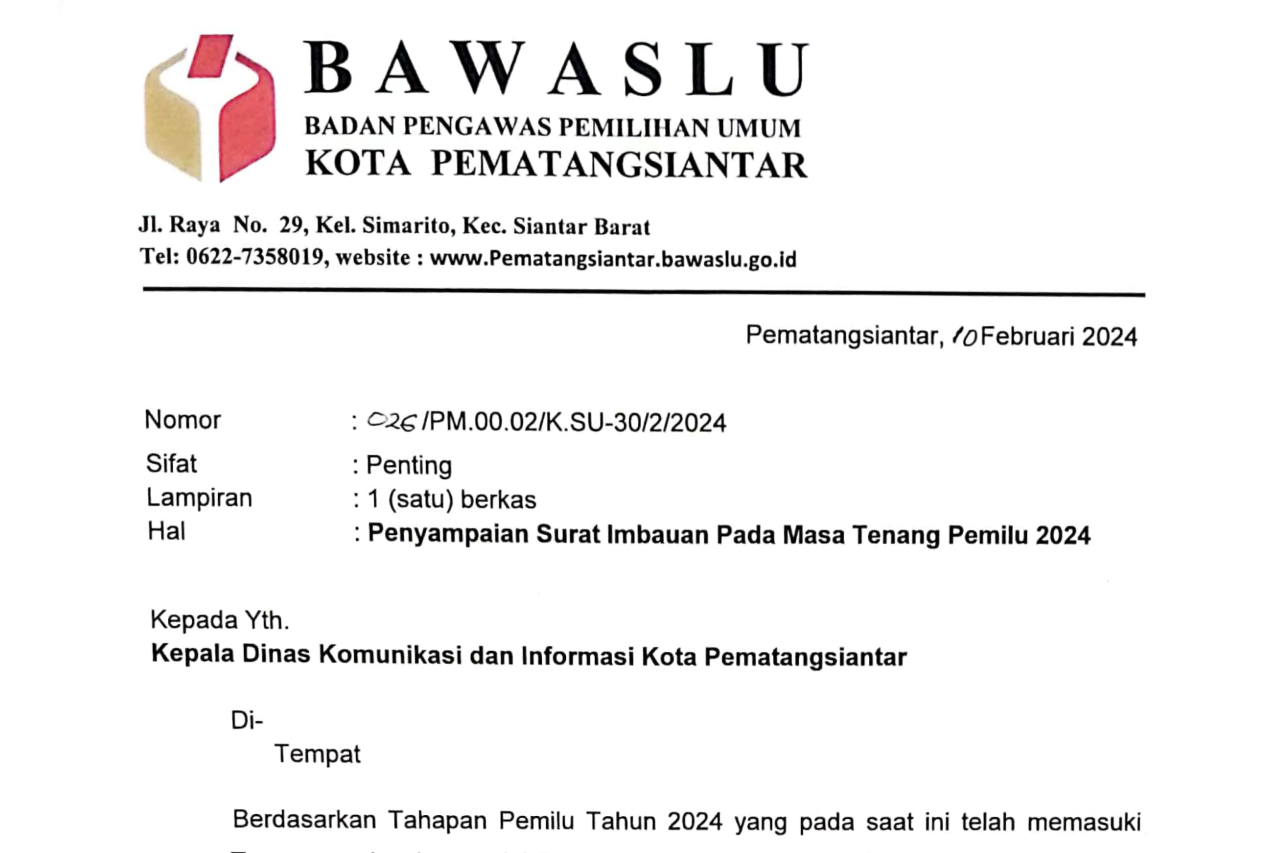 BAWASLU
BADAN PENGAWAS PEMILIHAN UMUM
KOTA PEMATANGSIANTAR
Jl. Raya No. 29, Kel. Simarito, Kec. Siantar Barat
Tel: 0622-7358019, website : www.Pematangsiantar.bawaslu.go.id
Pematangsiantar, 10 Februari 2024
Nomor : 026/PM.00.02/K.SU-30/2/2024
Sifat : Penting
Lampiran : 1 (satu) berkas
Hal : Penyampaian Surat Imbauan Pada Masa Tenang Pemilu 2024
Kepada Yth.
Kepala Dinas Komunikasi dan Informasi Kota Pematangsiantar
Di-
Tempat
Berdasarkan Tahapan Pemilu Tahun 2024 yang pada saat ini telah memasuki